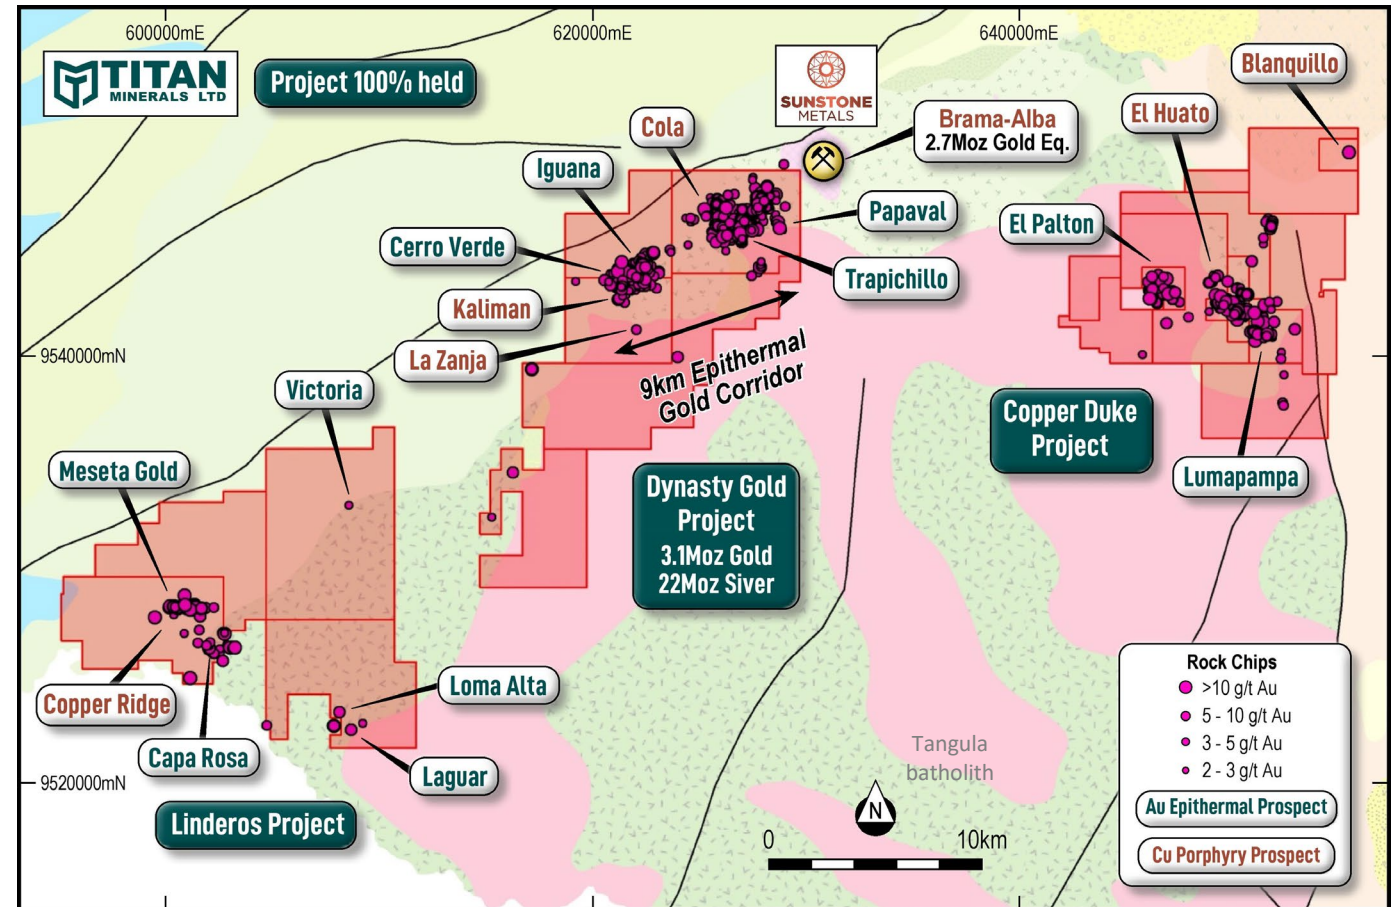 600000mE
620000mE
640000mE
TITAN
MINERALS LTD
Project 100% held
SUNSTONE
METALS
Blanquillo
Brama-Alba
2.7Moz Gold Eq.
El Huato
Cola
Iguana
Papaval
El Palton
Cerro Verde
Trapichillo
Kaliman
La Zanja
9540000mN
9km Epithermal
Gold Corridor
Victoria
Copper Duke
Project
Meseta Gold
Lumapampa
Dynasty Gold
Project
3.1Moz Gold
22Moz Siver
Copper Ridge
Loma Alta
Capa Rosa
Laguar
9520000mN
Linderos Project
Tangula
batholith
N
0
10km
Rock Chips
>10 g/t Au
5 - 10 g/t Au
3 - 5 g/t Au
2 - 3 g/t Au
Au Epithermal Prospect
Cu Porphyry Prospect